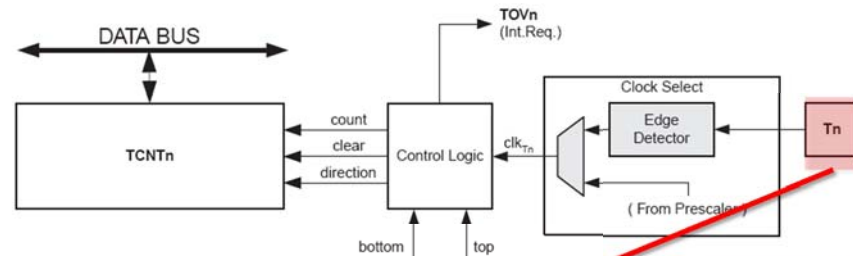 TOVn
(Int.Req.)
DATA BUS
Clock Select
count
Edge
Detector
Tn
clear
TCNTn
Control Logic
clkTn
direction
( From Prescaler )
bottom
top